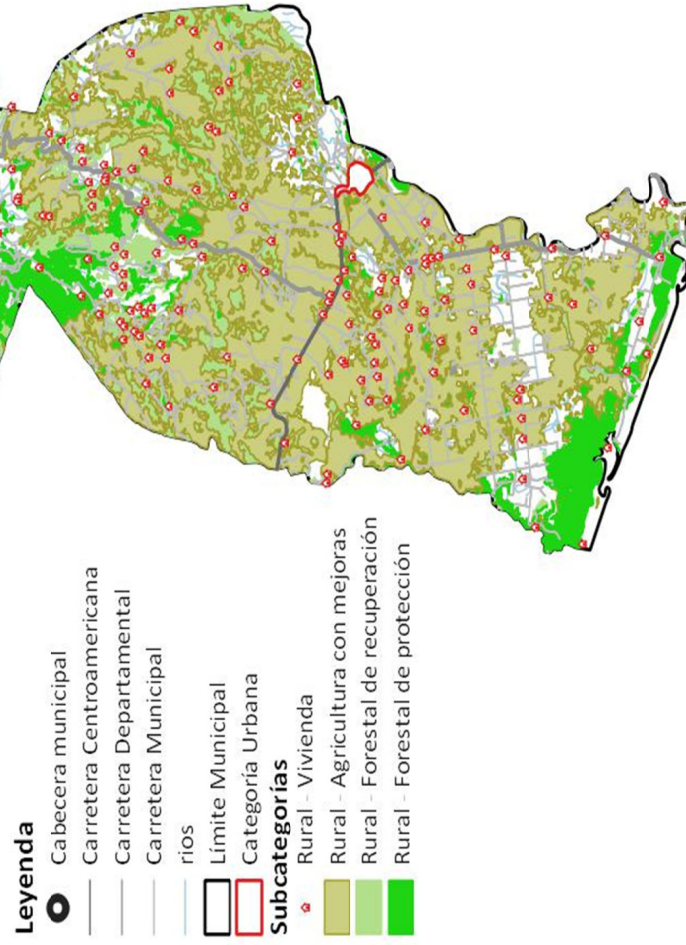 Leyenda
Cabecera municipal
Carretera Centroamericana
Carretera Departamental
Carretera Municipal
rios
Límite Municipal
Categoría Urbana
Subcategorías
Rural - Vivienda
Rural - Agricultura con mejoras
Rural - Forestal de recuperación
Rural - Forestal de protección